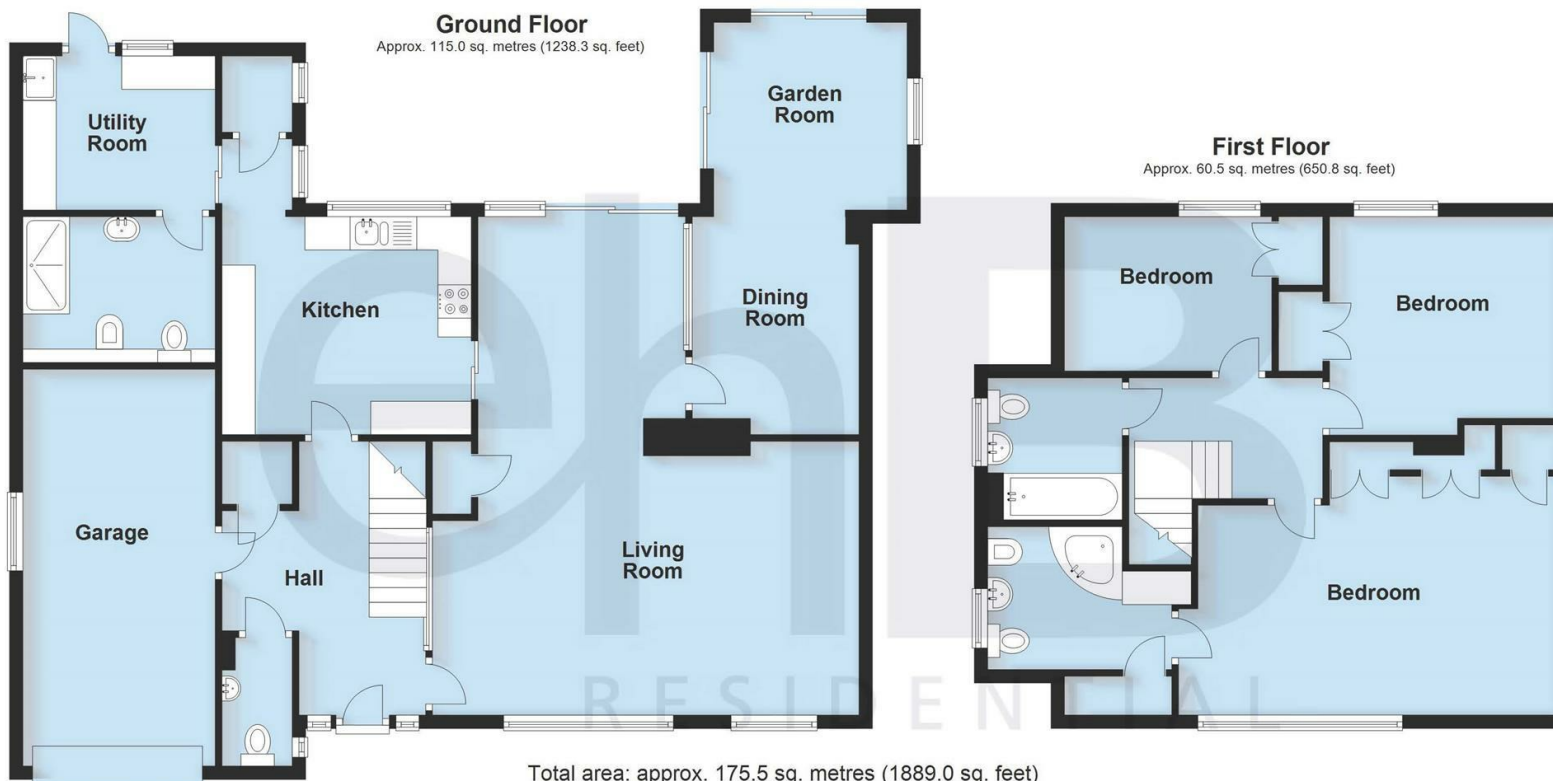 Ground Floor
Approx. 115.0 sq. metres (1238.3 sq. feet)
Garden
Room
Utility
Room
First Floor
Approx. 60.5 sq. metres (650.8 sq. feet)
Kitchen
Dining
Room
Bedroom
Bedroom
Garage
Hall
Living
Room
Bedroom
ehB
RESIDENTIAL
Total area: approx. 175.5 sq. metres (1889.0 sq. feet)